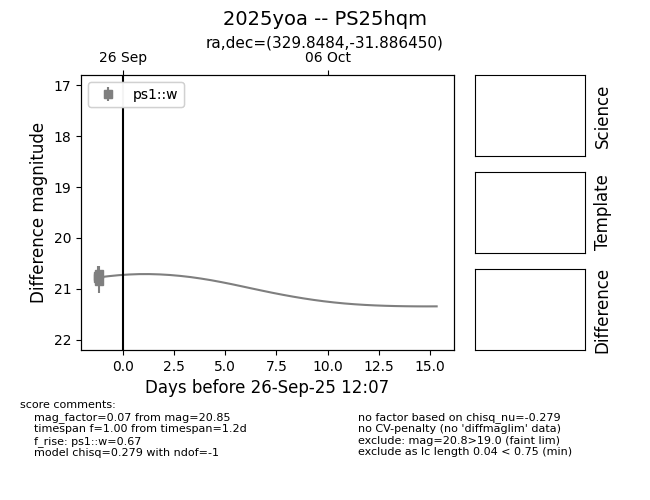 2025yoa -- PS25hqm
ra,dec=(329.8484,-31.886450)
26 Sep
06 Oct
ps1::w
17
18
19
20
21
22
Difference magnitude
0.0
2.5
5.0
7.5
10.0
12.5
15.0
Days before 26-Sep-25 12:07
Science
Template
Difference
score comments:
mag_factor=0.07 from mag=20.85
timespan f=1.00 from timespan=1.2d
f_rise: ps1::w=0.67
model chisq=0.279 with ndof=-1
no factor based on chisq_nu=-0.279
no CV-penalty (no 'diffmaglim' data)
exclude: mag=20.8>19.0 (faint lim)
exclude as lc length 0.04 < 0.75 (min)